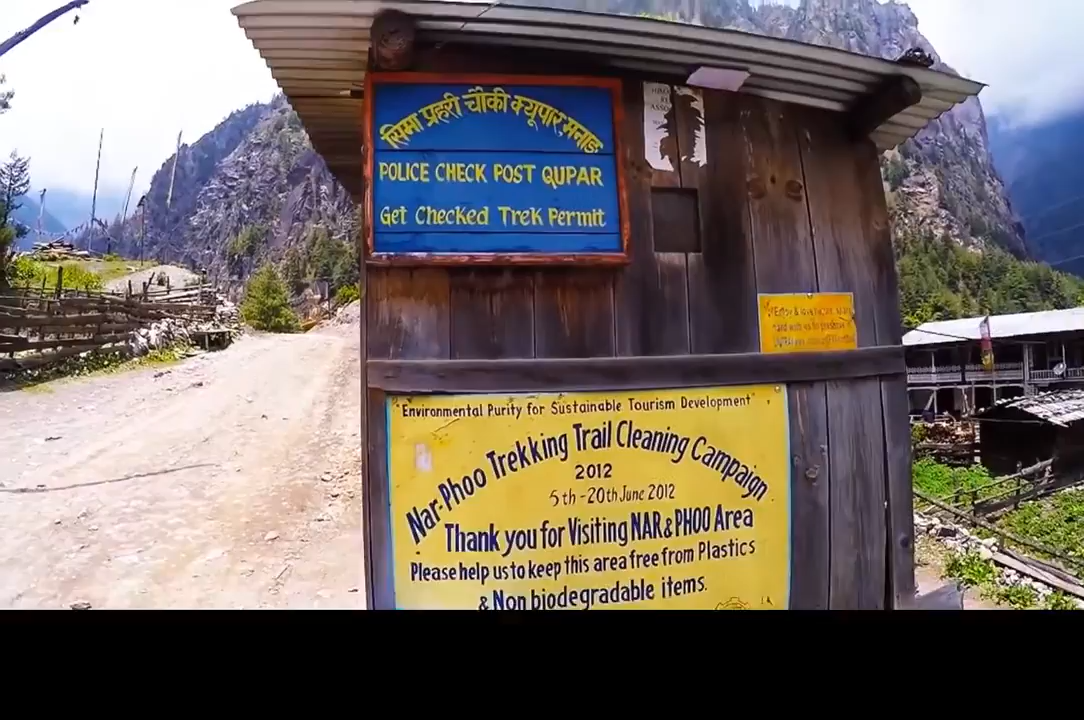 सिमा प्रहरी चौकी क्यूपार, मनाङ
POLICE CHECK POST QUPAR
Get Checked Trek Permit
"Environmental Purity for Sustainable Tourism Development"
Nar-Phoo Trekking Trail Cleaning Campaign
2012
5th-20th June 2012
Thank you for Visiting NAR & PHOO Area
Please help us to keep this area free from Plastics
& Non biodegradable items.